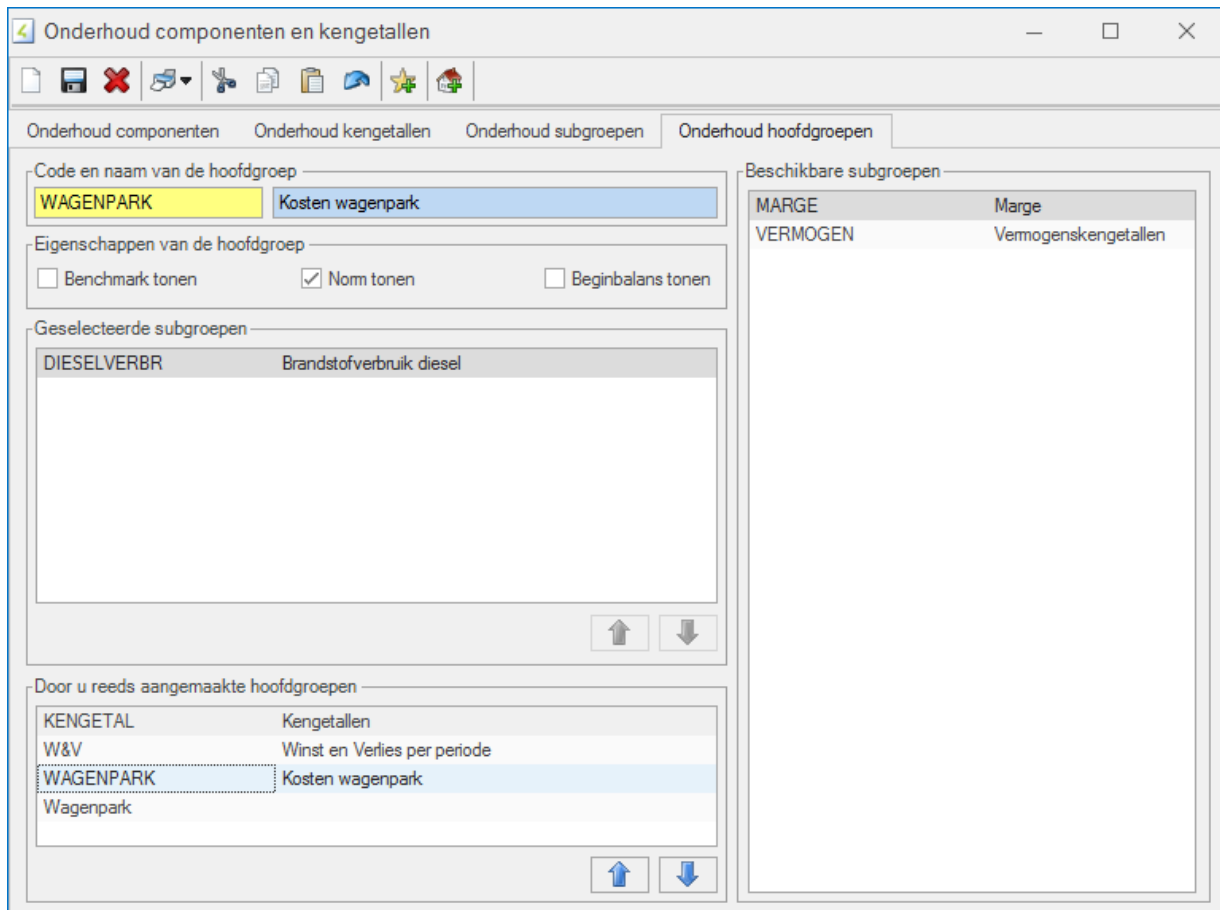 Onderhoud componenten en kengetallen
Onderhoud componenten Onderhoud kengetallen Onderhoud subgroepen Onderhoud hoofdgroepen
Code en naam van de hoofdgroep
WAGENPARK Kosten wagenpark
Eigenschappen van de hoofdgroep
Benchmark tonen Norm tonen Beginbalans tonen
Geselecteerde subgroepen
DIESELVERBR Brandstofverbruik diesel
Door u reeds aangemaakte hoofdgroepen
KENGETAL Kengetallen
W&V Winst en Verlies per periode
WAGENPARK Kosten wagenpark
Wagenpark
Beschikbare subgroepen
MARGE Marge
VERMOGEN Vermogenskengetallen